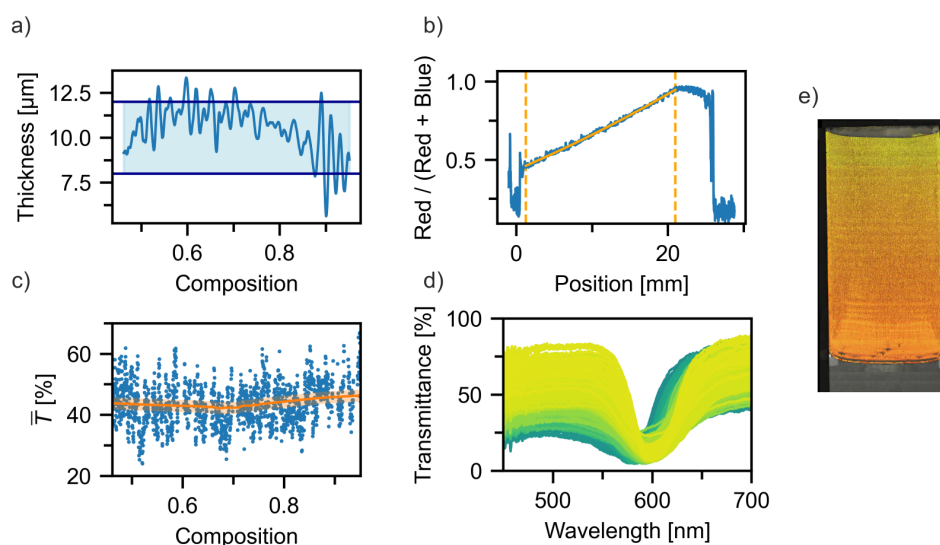 a)
Thickness [µm]
12.5
10.0
7.5
0.6
0.8
Composition
b)
Red / (Red + Blue)
1.0
0.5
0
20
Position [mm]
c)
T̅ [%]
60
40
20
0.6
0.8
Composition
d)
Transmittance [%]
100
50
0
500
600
700
Wavelength [nm]
e)